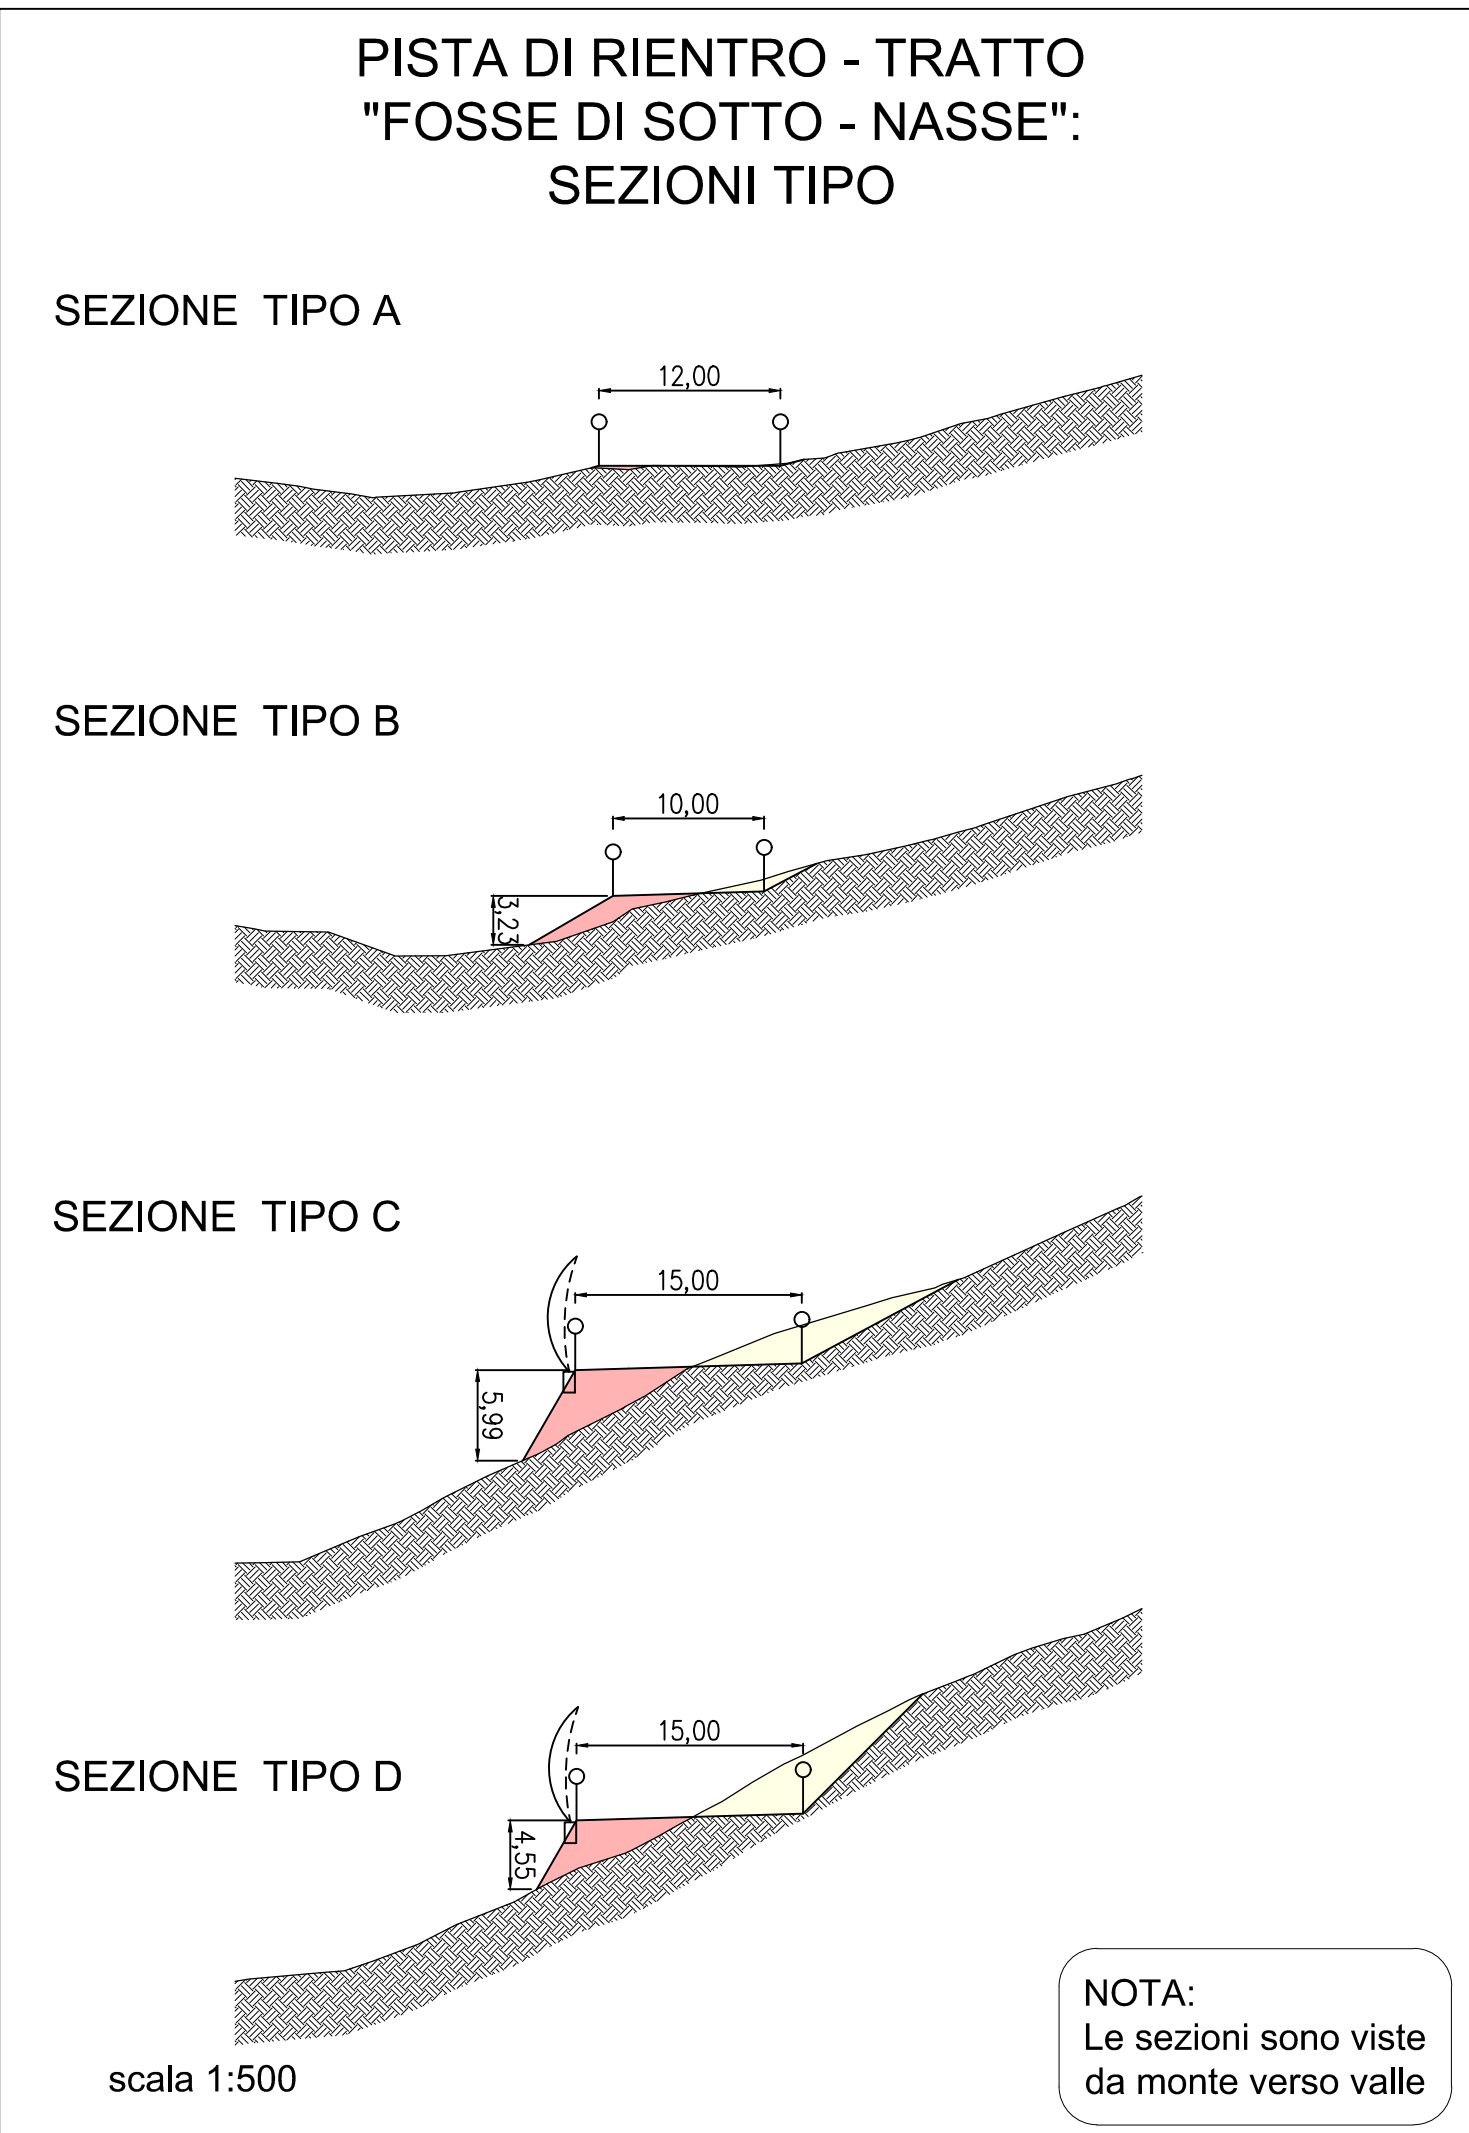 PISTA DI RIENTRO - TRATTO
"FOSSE DI SOTTO - NASSE":
SEZIONI TIPO
SEZIONE TIPO A
12,00
SEZIONE TIPO B
10,00
3,23
SEZIONE TIPO C
15,00
5,99
SEZIONE TIPO D
15,00
4,55
scala 1:500
NOTA:
Le sezioni sono viste
da monte verso valle